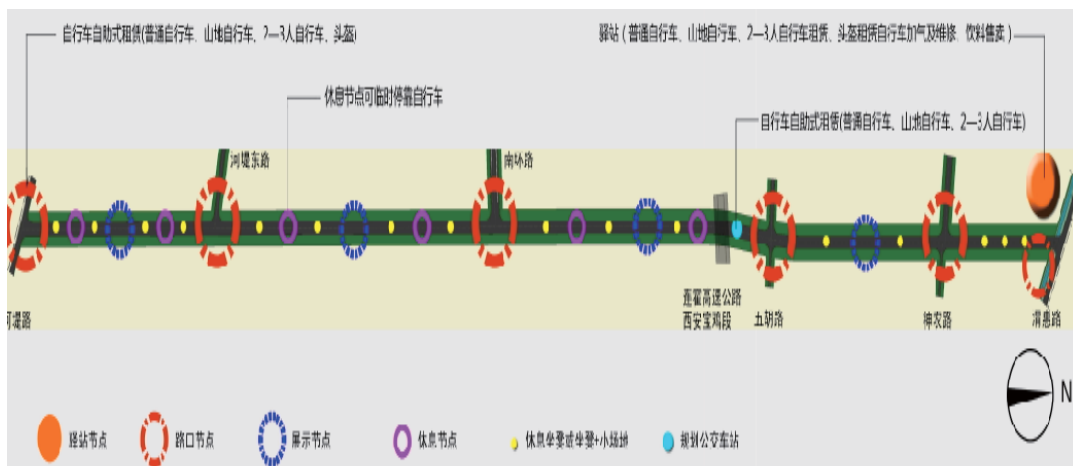 自行车自助式租赁(普通自行车、山地自行车、2—3人自行车、头盔)
驿站（普通自行车、山地自行车、2—3人自行车租赁、头盔租赁自行车加气及维修、饮料售卖）
休息节点可临时停靠自行车
自行车自助式租赁(普通自行车、山地自行车、2—3人自行车)
河堤东路
南环路
连霍高速公路
西安宝鸡段
五胡路
神农路
渭惠路
河堤路
N
驿站节点
路口节点
展示节点
休息节点
休息坐凳或坐凳+小场地
规划公交车站